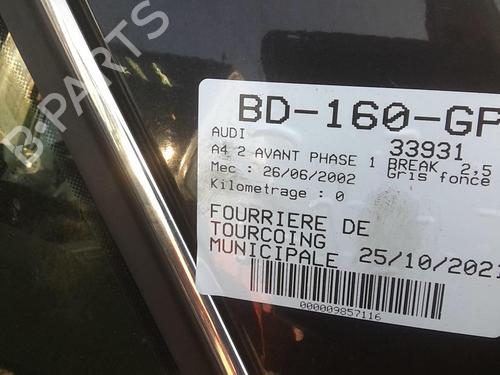 B-PARTS
BD-160-GP
AUDI 33931
A4 2 AVANT PHASE 1 BREAK 2,5
Mec : 26/06/2002 Gris fonce
Kilometrage : 0
FOURRIERE DE
TOURCOING
MUNICIPALE 25/10/2021
000009857116